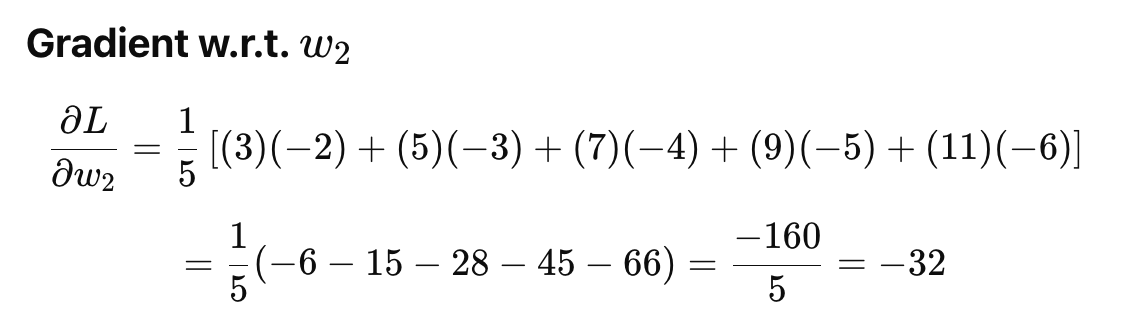 Gradient w.r.t. w₂
∂L/∂w₂ = 1/5 [(3)(−2) + (5)(−3) + (7)(−4) + (9)(−5) + (11)(−6)]
= 1/5 (−6 − 15 − 28 − 45 − 66) = −160/5 = −32